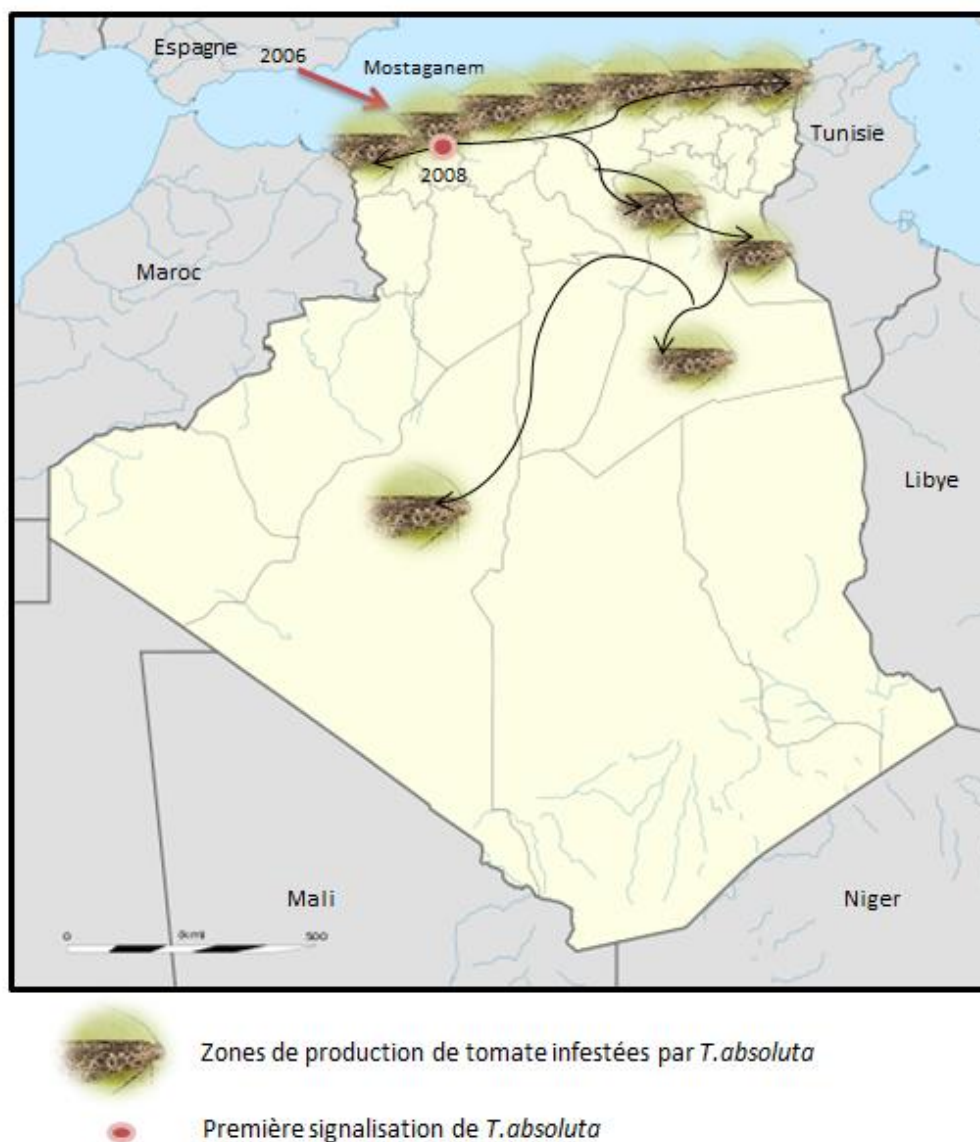 Espagne
2006
Mostaganem
Tunisie
2008
Maroc
Libye
Mali
Niger
0 (km) 500
Zones de production de tomate infestées par T.absoluta
Première signalisation de T.absoluta